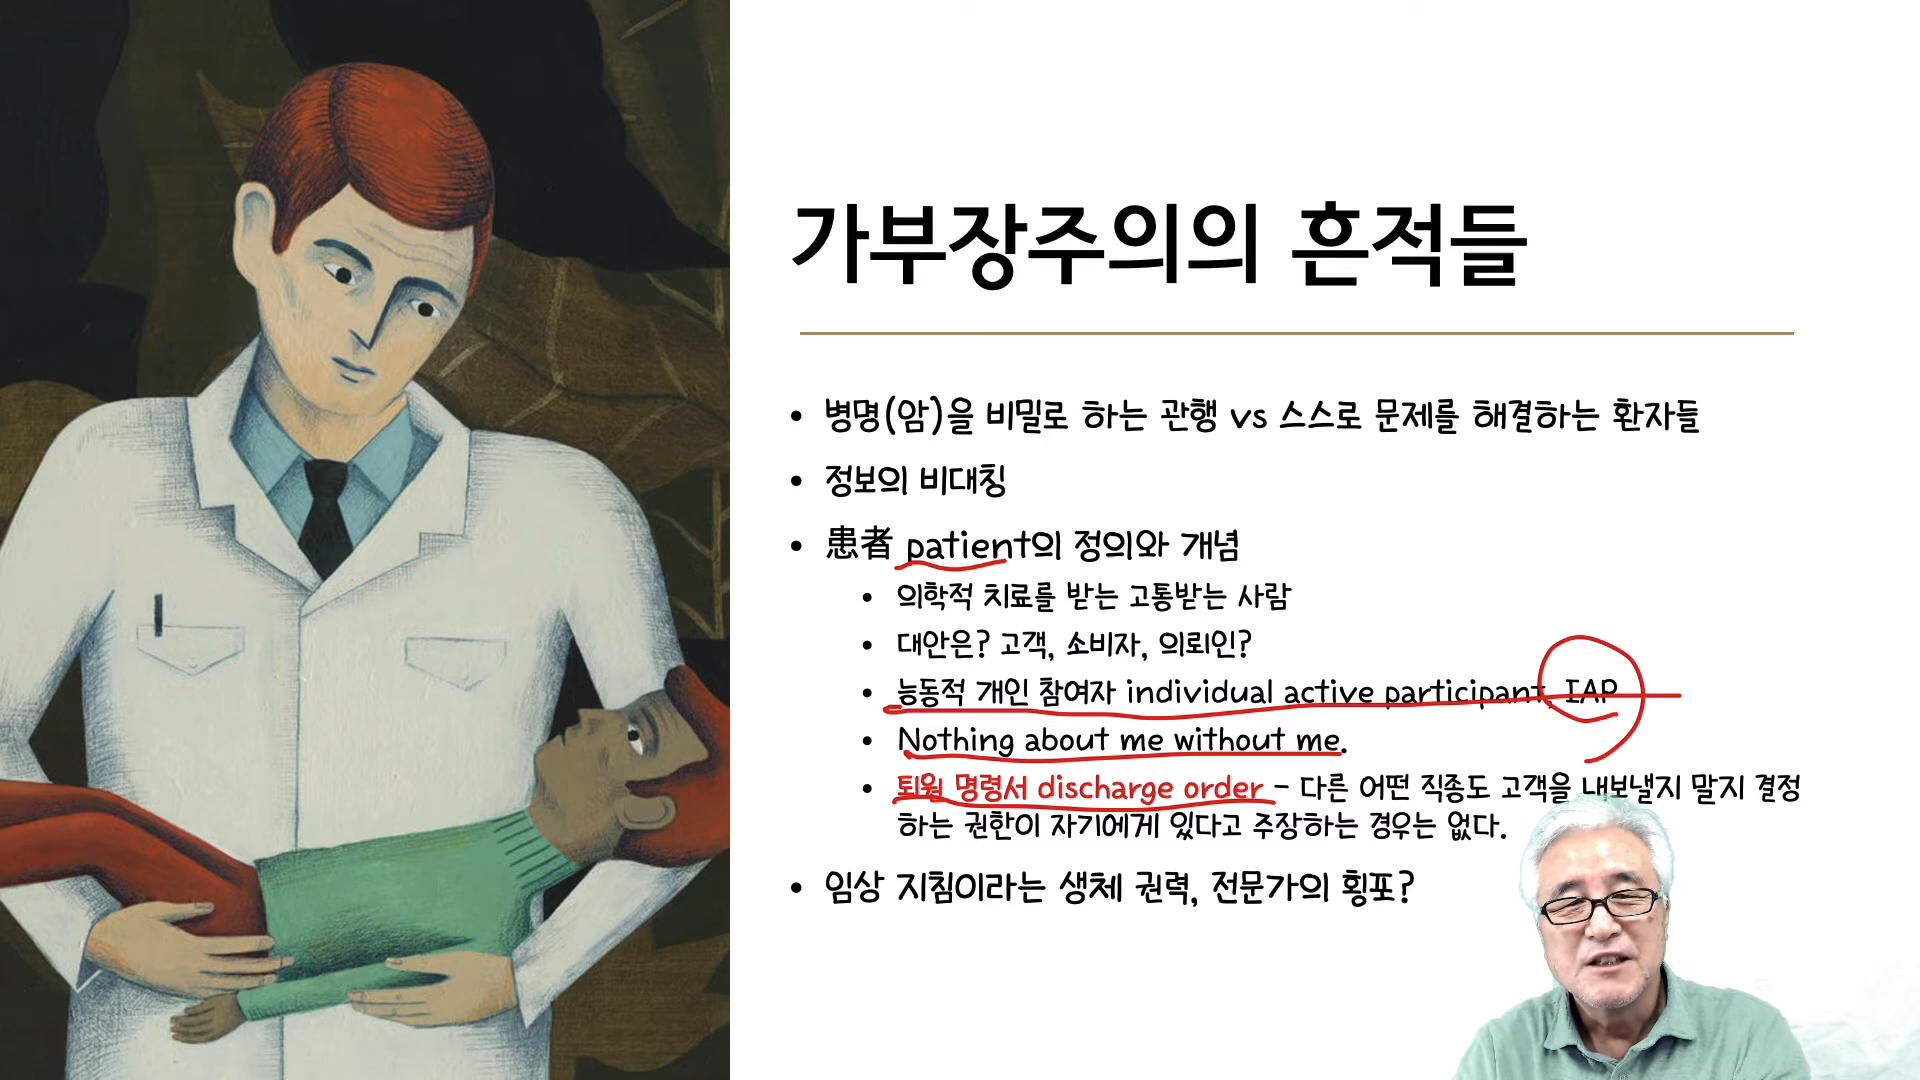 가부장주의의 흔적들
• 병명(암)을 비밀로 하는 관행 vs 스스로 문제를 해결하는 환자들
• 정보의 비대칭
• 患者 patient의 정의와 개념
• 의학적 치료를 받는 고통받는 사람
• 대안은? 고객, 소비자, 의뢰인?
• 능동적 개인 참여자 individual active participant, IAP
• Nothing about me without me.
• 퇴원 명령서 discharge order – 다른 어떤 직종도 고객을 내보낼지 말지 결정
하는 권한이 자기에게 있다고 주장하는 경우는 없다.
• 임상 지침이라는 생체 권력, 전문가의 횡포?